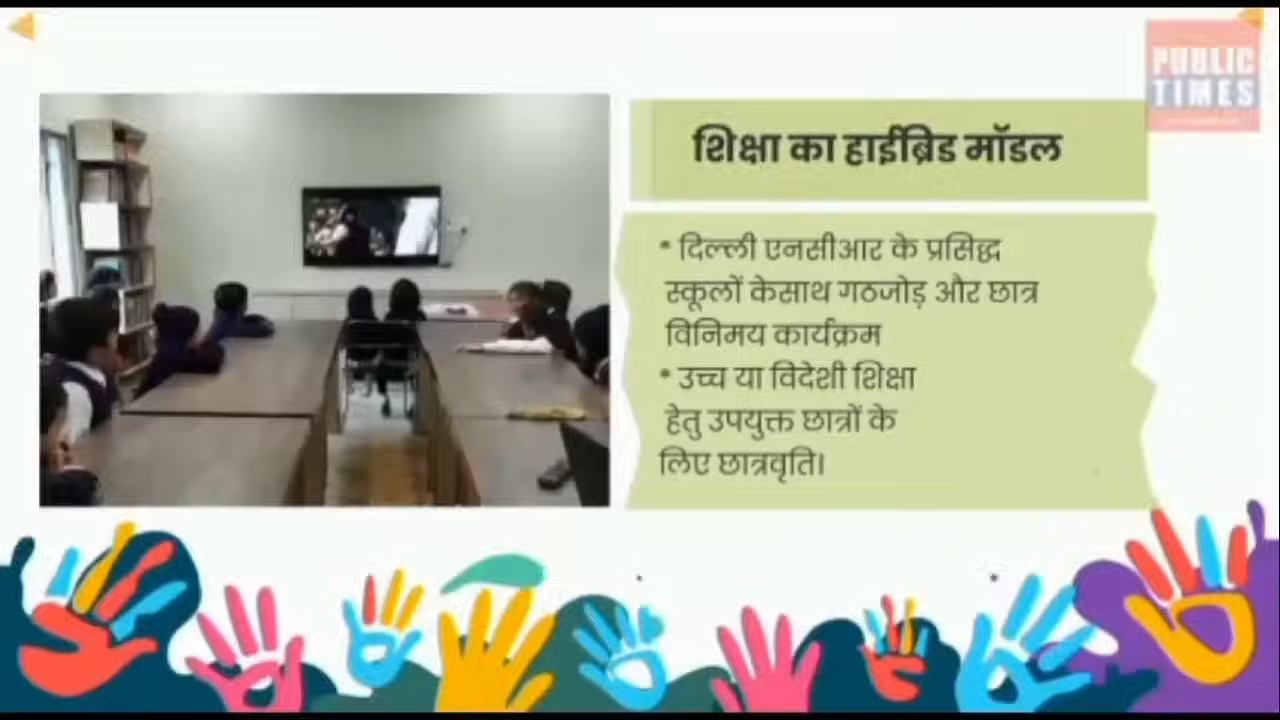 PUBLIC
TIMES
शिक्षा का हाईब्रिड मॉडल
• दिल्ली एनसीआर के प्रसिद्ध
स्कूलों केसाथ गठजोड़ और छात्र
विनिमय कार्यक्रम
• उच्च या विदेशी शिक्षा
हेतु उपयुक्त छात्रों के
लिए छात्रवृति।